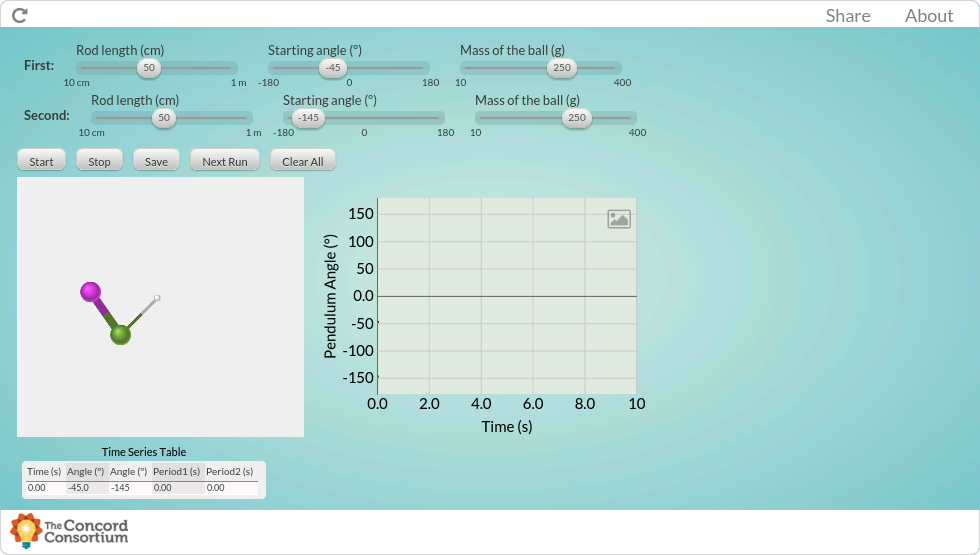 Share About
Rod length (cm) Starting angle (°) Mass of the ball (g)
First: 50 -45 250
10 cm 1 m -180 0 180 10 400
Rod length (cm) Starting angle (°) Mass of the ball (g)
Second: 50 -145 250
10 cm 1 m -180 0 180 10 400
Start Stop Save Next Run Clear All
150
100
50
0.0
-50
-100
-150
Pendulum Angle (°)
0.0 2.0 4.0 6.0 8.0 10
Time (s)
Time Series Table
Time (s) Angle (°) Angle (°) Period1 (s) Period2 (s)
0.00 -45.0 -145 0.00 0.00
The Concord
Consortium